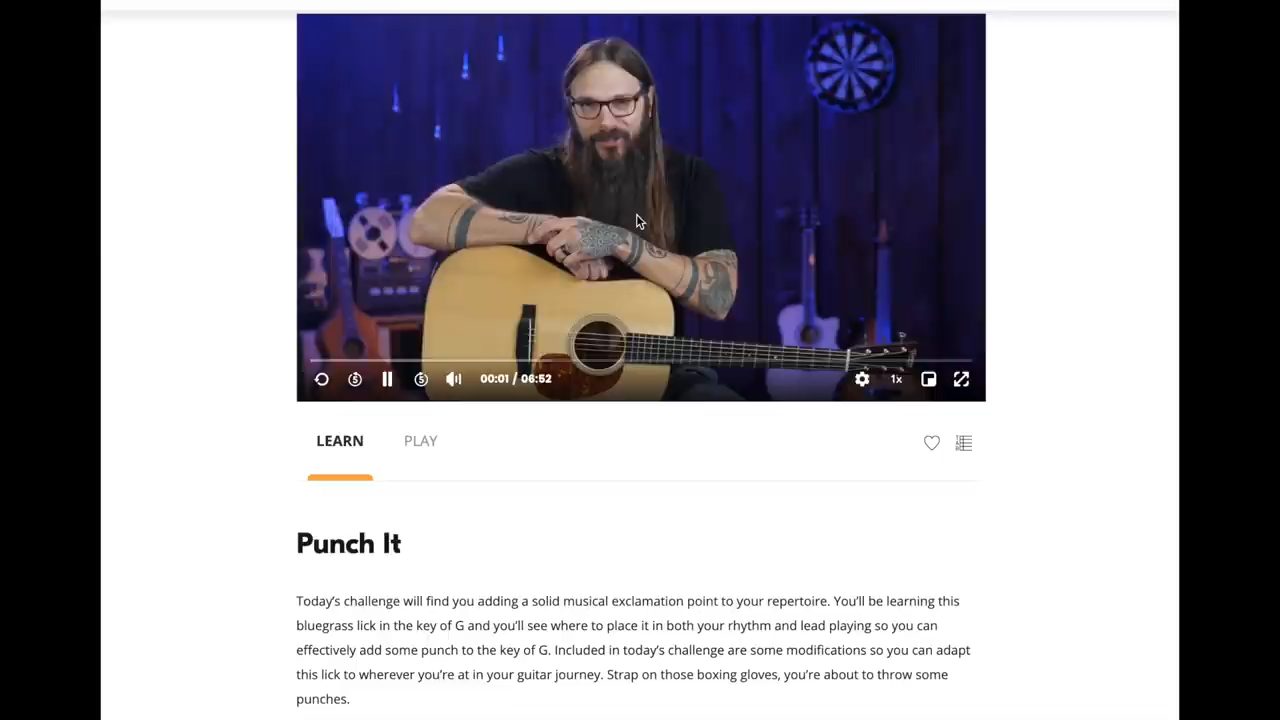 00:01 / 06:52
1x
LEARN
PLAY
Punch It
Today's challenge will find you adding a solid musical exclamation point to your repertoire. You'll be learning this
bluegrass lick in the key of G and you'll see where to place it in both your rhythm and lead playing so you can
effectively add some punch to the key of G. Included in today's challenge are some modifications so you can adapt
this lick to wherever you're at in your guitar journey. Strap on those boxing gloves, you're about to throw some
punches.